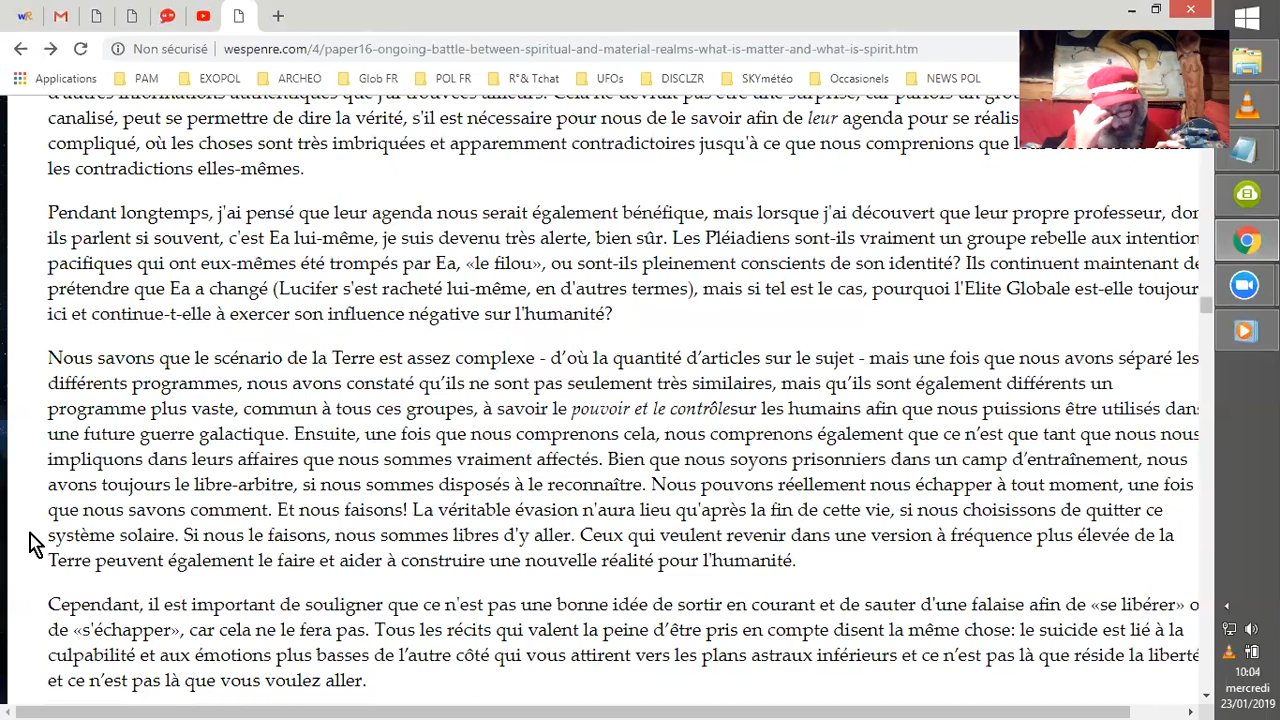 Non sécurisé
wespenre.com/4/paper16-ongoing-battle-between-spiritual-and-material-realms-what-is-matter-and-what-is-spirit.htm
Applications PAM EXOPOL ARCHEO Glob FR POL FR R°& Tchat UFOs DISCLZR SKYmétéo Occasionels NEWS POL
canalisé, peut se permettre de dire la vérité, s'il est nécessaire pour nous de le savoir afin de leur agenda pour se réalis
compliqué, où les choses sont très imbriquées et apparemment contradictoires jusqu'à ce que nous comprenions que
les contradictions elles-mêmes.
Pendant longtemps, j'ai pensé que leur agenda nous serait également bénéfique, mais lorsque j'ai découvert que leur propre professeur, don
ils parlent si souvent, c'est Ea lui-même, je suis devenu très alerte, bien sûr. Les Pléiadiens sont-ils vraiment un groupe rebelle aux intention
pacifiques qui ont eux-mêmes été trompés par Ea, «le filou», ou sont-ils pleinement conscients de son identité? Ils continuent maintenant de
prétendre que Ea a changé (Lucifer s'est racheté lui-même, en d'autres termes), mais si tel est le cas, pourquoi l'Elite Globale est-elle toujour
ici et continue-t-elle à exercer son influence négative sur l'humanité?
Nous savons que le scénario de la Terre est assez complexe - d’où la quantité d’articles sur le sujet - mais une fois que nous avons séparé les
différents programmes, nous avons constaté qu’ils ne sont pas seulement très similaires, mais qu’ils sont également différents un
programme plus vaste, commun à tous ces groupes, à savoir le pouvoir et le contrôlesur les humains afin que nous puissions être utilisés dans
une future guerre galactique. Ensuite, une fois que nous comprenons cela, nous comprenons également que ce n’est que tant que nous nous
impliquons dans leurs affaires que nous sommes vraiment affectés. Bien que nous soyons prisonniers dans un camp d’entraînement, nous
avons toujours le libre-arbitre, si nous sommes disposés à le reconnaître. Nous pouvons réellement nous échapper à tout moment, une fois
que nous savons comment. Et nous faisons! La véritable évasion n'aura lieu qu'après la fin de cette vie, si nous choisissons de quitter ce
système solaire. Si nous le faisons, nous sommes libres d'y aller. Ceux qui veulent revenir dans une version à fréquence plus élevée de la
Terre peuvent également le faire et aider à construire une nouvelle réalité pour l'humanité.
Cependant, il est important de souligner que ce n'est pas une bonne idée de sortir en courant et de sauter d'une falaise afin de «se libérer» o
de «s'échapper», car cela ne le fera pas. Tous les récits qui valent la peine d’être pris en compte disent la même chose: le suicide est lié à la
culpabilité et aux émotions plus basses de l’autre côté qui vous attirent vers les plans astraux inférieurs et ce n’est pas là que réside la liberté
et ce n’est pas là que vous voulez aller.
10:04
mercredi
23/01/2019